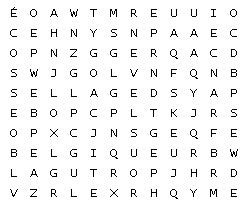 É O A W T M R E U U I O
C E H N Y S N P A A E C
O P N Z G G E R Q A C D
S W J G O L V N F Q N B
S E L L A G E D S Y A P
E B O P C P L T K J R S
O P X C J N S G E Q F E
B E L G I Q U E U R B W
L A G U T R O P J H R D
V Z R L E X R H Q Y M E